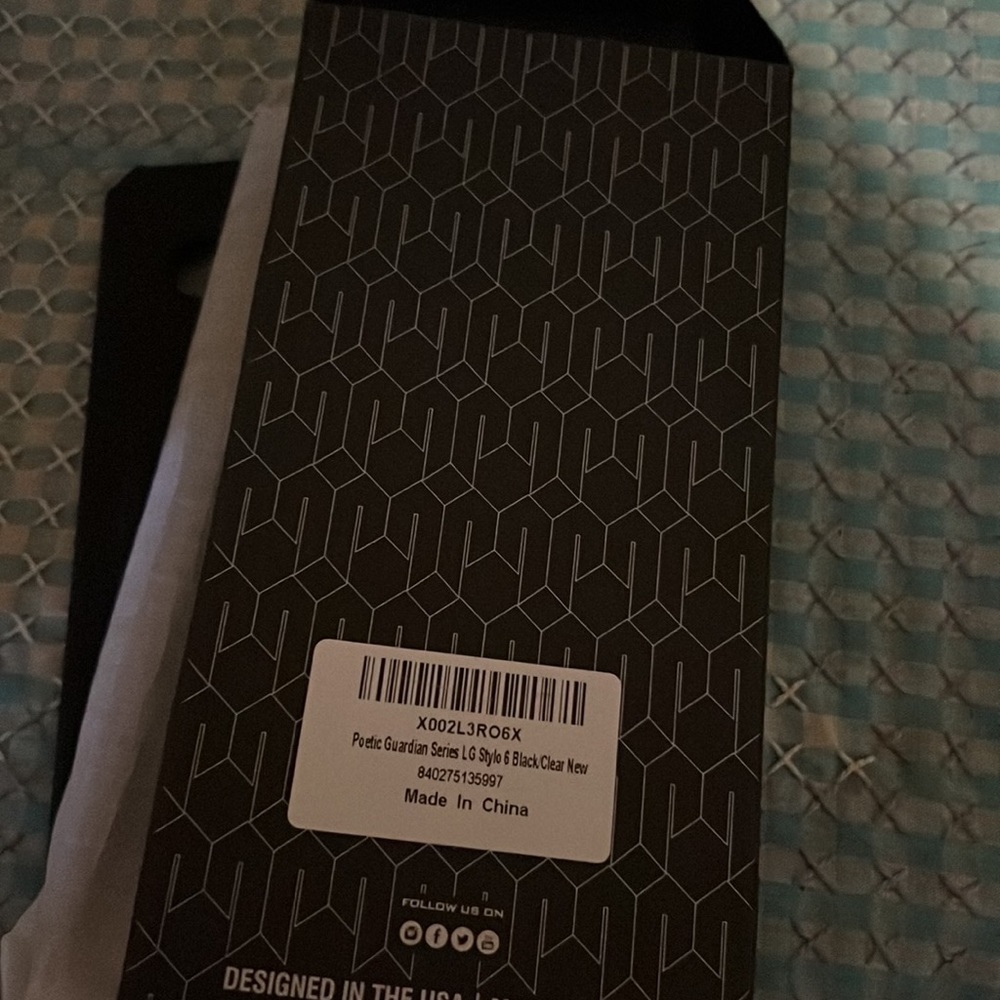 X002L3RO6X
Poetic Guardian Series LG Stylo 6 Black/Clear New
840275135997
Made In China
FOLLOW US ON
DESIGNED IN THE USA